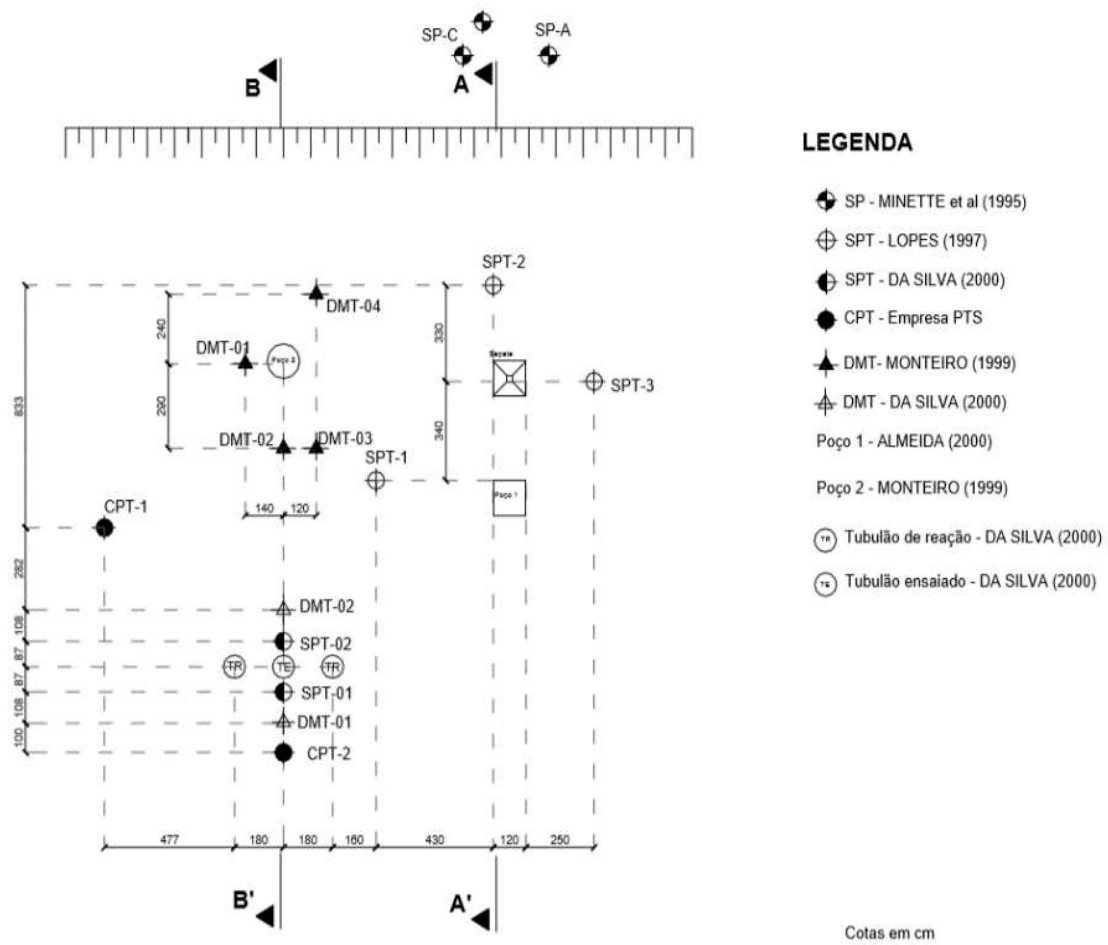 SP-C
SP-A
B
A
LEGENDA
SP - MINETTE et al (1995)
SPT - LOPES (1997)
SPT - DA SILVA (2000)
CPT - Empresa PTS
DMT- MONTEIRO (1999)
DMT - DA SILVA (2000)
Poço 1 - ALMEIDA (2000)
Poço 2 - MONTEIRO (1999)
TR Tubulão de reação - DA SILVA (2000)
TE Tubulão ensaiado - DA SILVA (2000)
SPT-2
DMT-04
240
330
DMT-01
Poço 2
SPT-3
833
290
340
DMT-02
DMT-03
SPT-1
Poço 1
CPT-1
140
120
282
DMT-02
108
SPT-02
87
TR
TE
TR
87
SPT-01
108
DMT-01
100
CPT-2
477
180
180
160
430
120
250
B'
A'
Cotas em cm